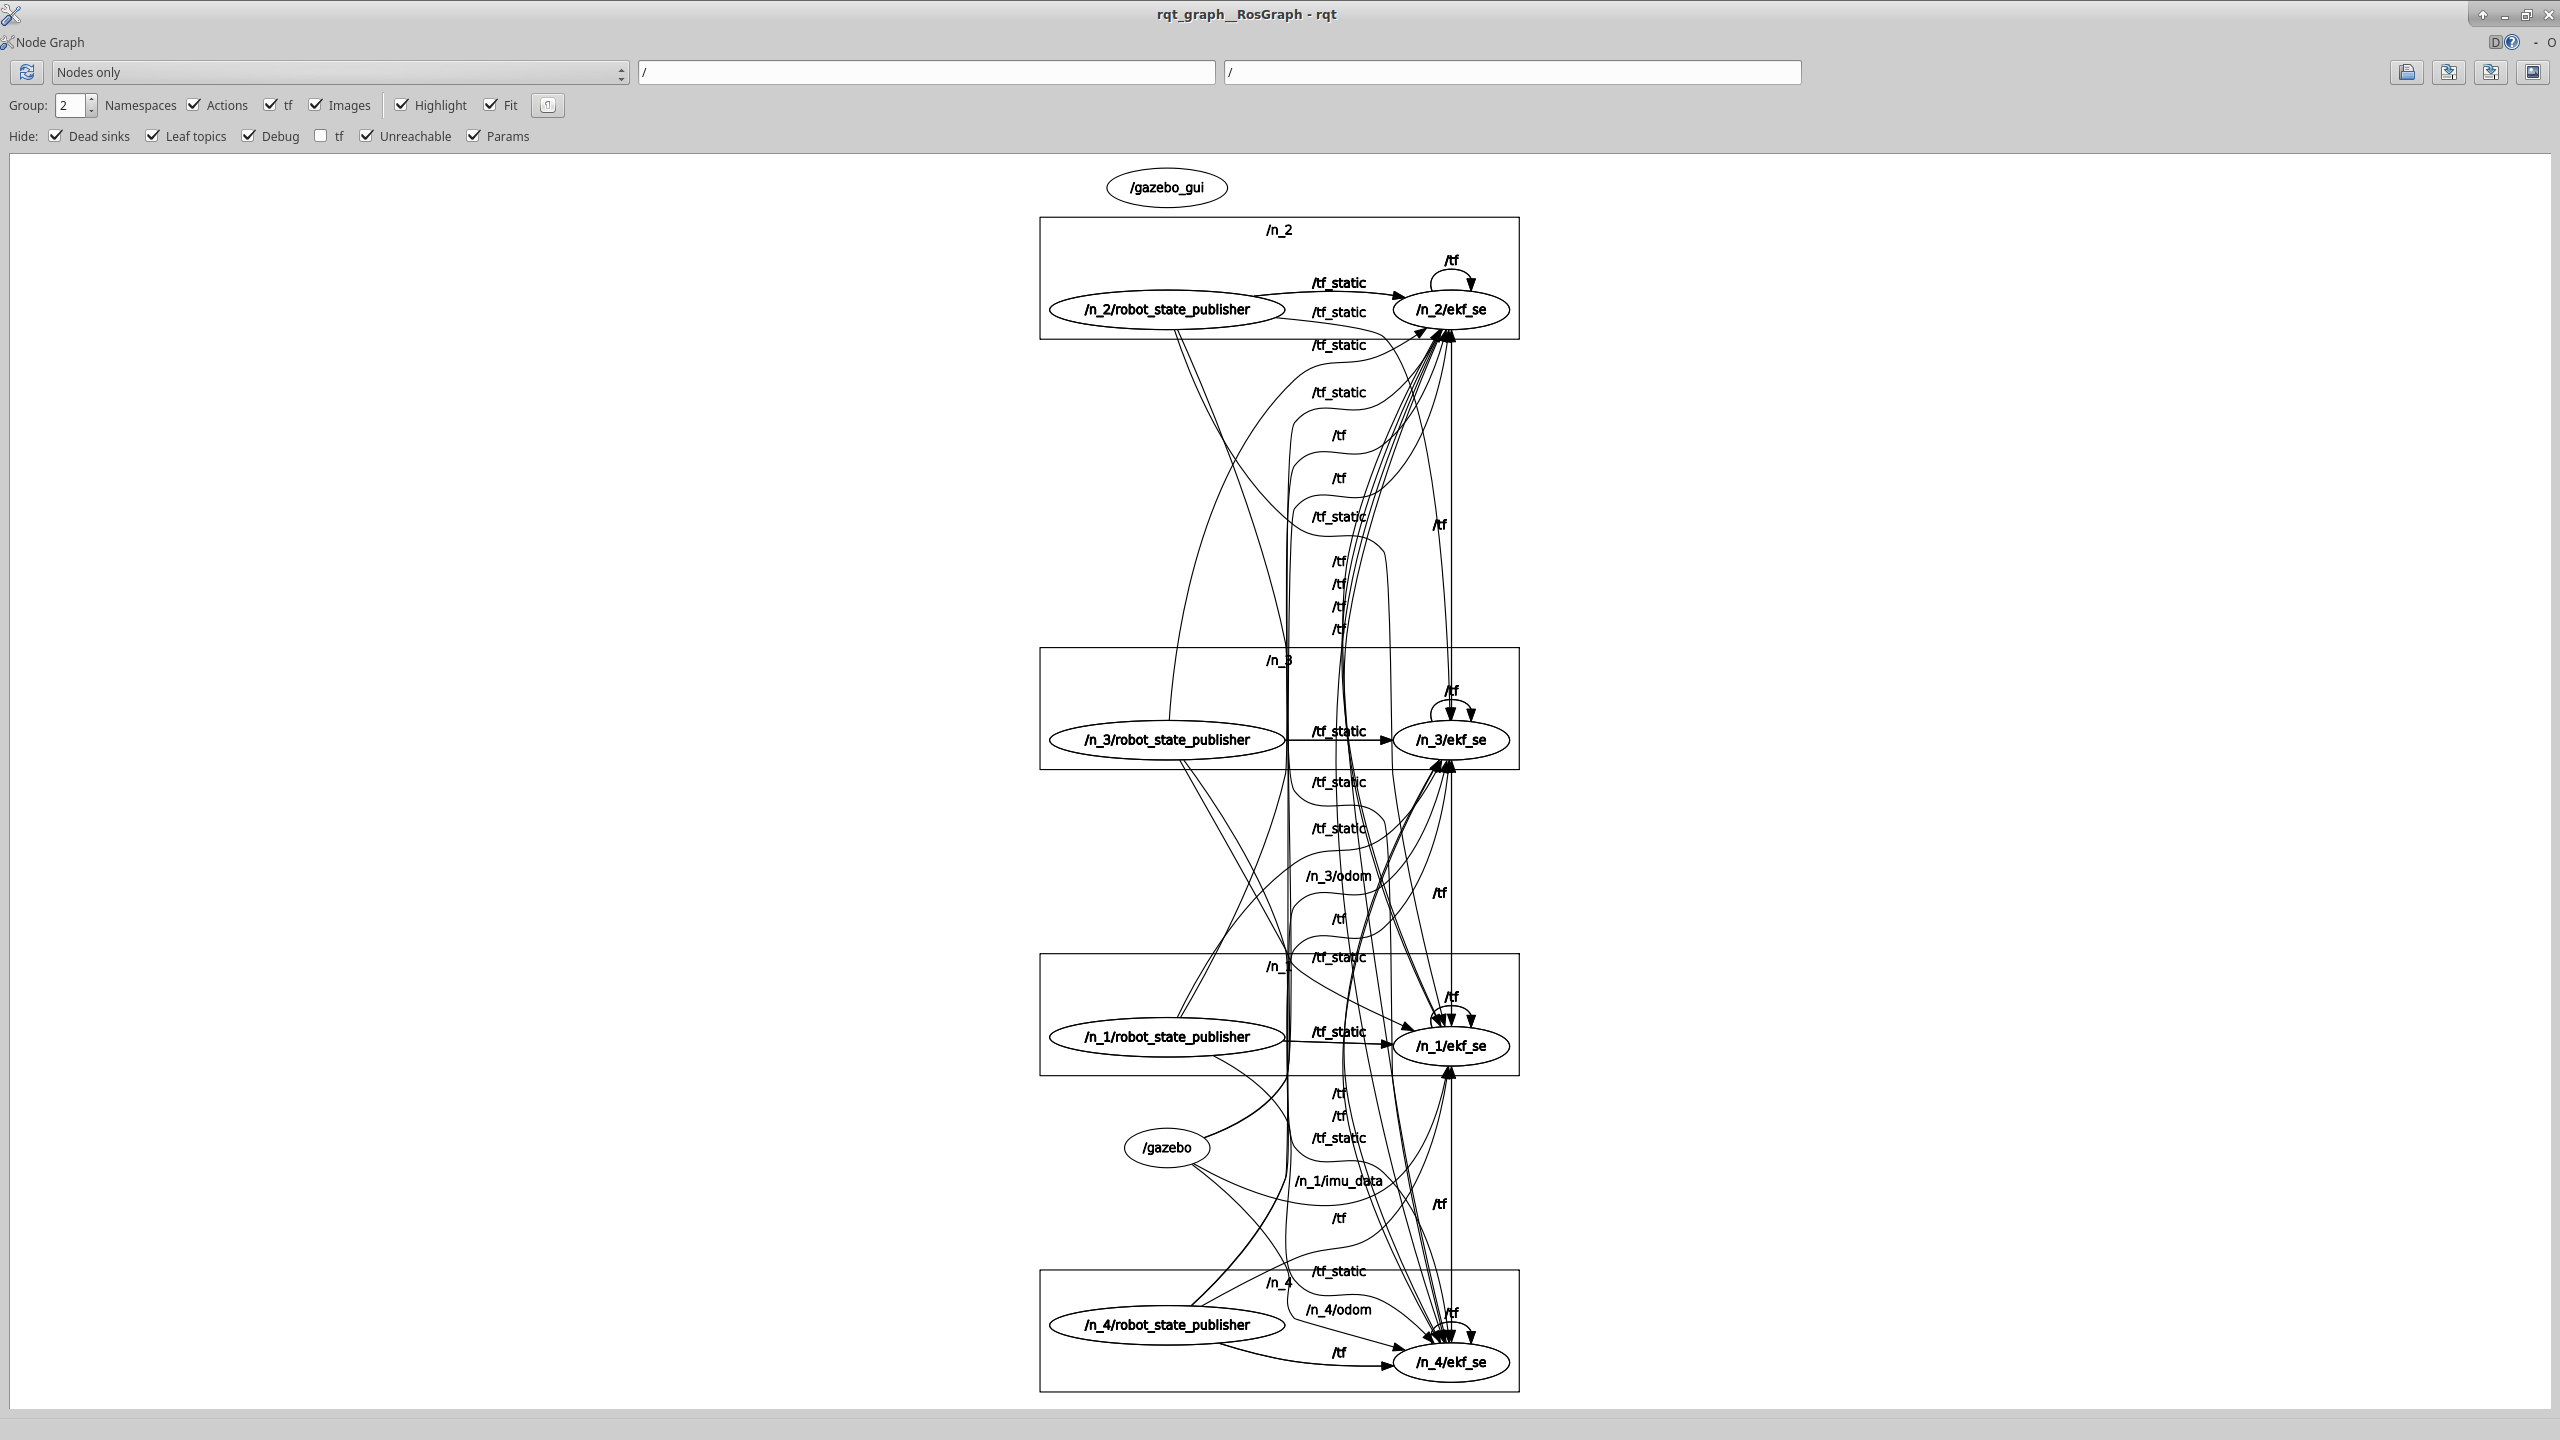 rqt_graph__RosGraph - rqt
Node Graph
D ? - O
Nodes only / /
Group: 2 Namespaces Actions tf Images Highlight Fit
Hide: Dead sinks Leaf topics Debug tf Unreachable Params
/gazebo_gui
/n_2
/tf
/tf_static
/n_2/robot_state_publisher
/n_2/ekf_se
/tf_static
/tf_static
/tf_static
/tf
/tf
/tf_static
/tf
/tf
/tf
/tf
/tf
/n_3
/tf
/tf_static
/n_3/robot_state_publisher
/n_3/ekf_se
/tf_static
/tf_static
/n_3/odom
/tf
/tf
/tf_static
/n_1
/tf
/tf_static
/n_1/robot_state_publisher
/n_1/ekf_se
/tf
/tf
/tf_static
/gazebo
/n_1/imu_data
/tf
/tf
/tf_static
/n_4
/n_4/odom
/tf
/n_4/robot_state_publisher
/tf
/n_4/ekf_se